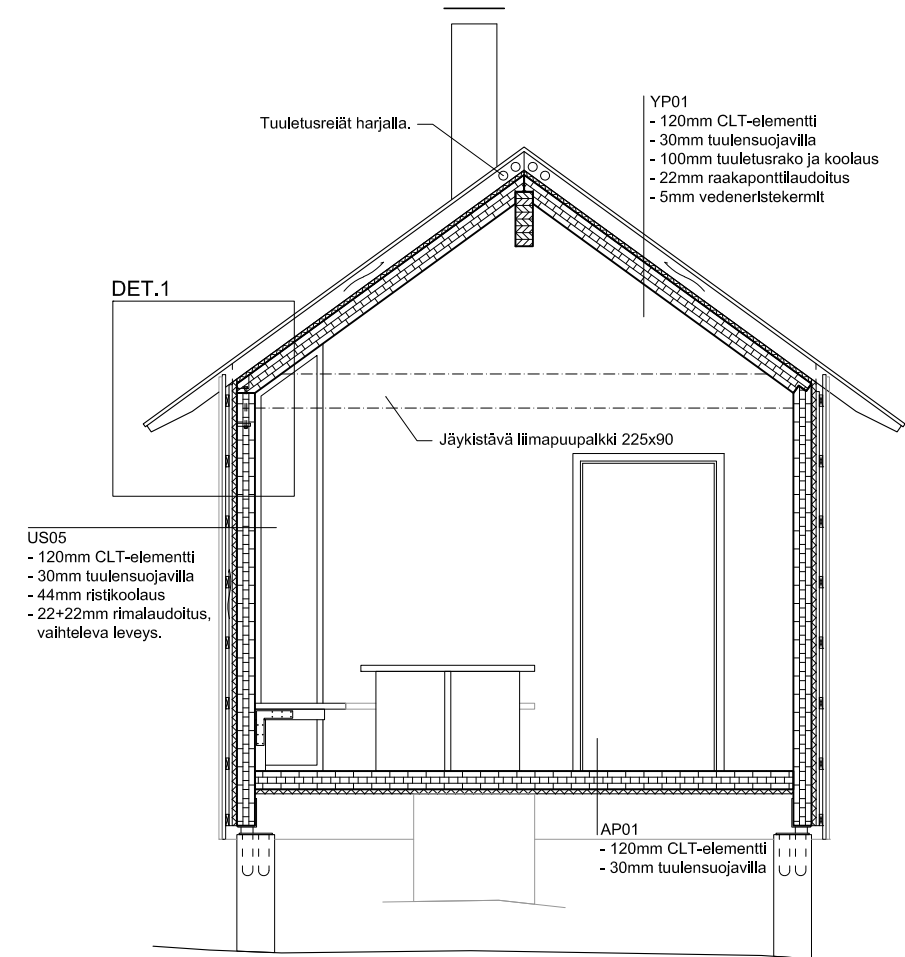 Tuuletusreiät harjalla.
YP01
- 120mm CLT-elementti
- 30mm tuulensuojavilla
- 100mm tuuletusrako ja koolaus
- 22mm raakaponttilaudoitus
- 5mm vedeneristekermit
DET.1
Jäykistävä liimapuupalkki 225x90
US05
- 120mm CLT-elementti
- 30mm tuulensuojavilla
- 44mm ristikoolaus
- 22+22mm rimalaudoitus,
vaihteleva leveys.
AP01
- 120mm CLT-elementti
- 30mm tuulensuojavilla